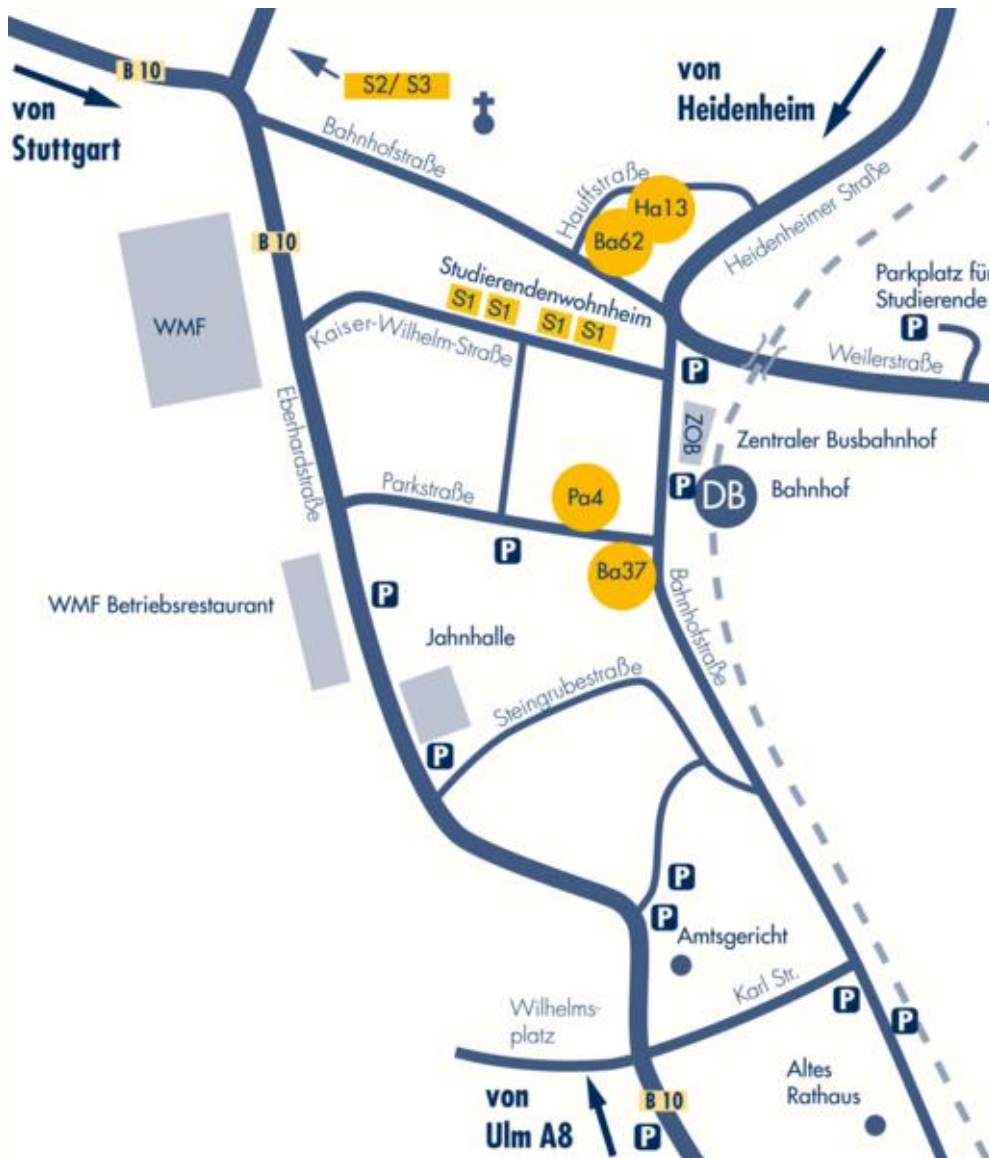 B 10
von
Stuttgart
S2/ S3
von
Heidenheim
Bahnhofstraße
Hauffstraße
Ha13
Ba62
Heidenheimer Straße
B 10
WMF
Studierendenwohnheim
S1 S1 S1 S1
Kaiser-Wilhelm-Straße
Parkplatz für
Studierende
P
Weilerstraße
P
Eberhardstraße
ZOB
Zentraler Busbahnhof
Parkstraße
Pa4
P
DB
Bahnhof
P
Ba37
Bahnhofstraße
WMF Betriebsrestaurant
P
Jahnhalle
Steingrubestraße
P
P
P
Amtsgericht
Karl Str.
Wilhelms-
platz
P
P
von
Ulm A8
B 10
P
Altes
Rathaus